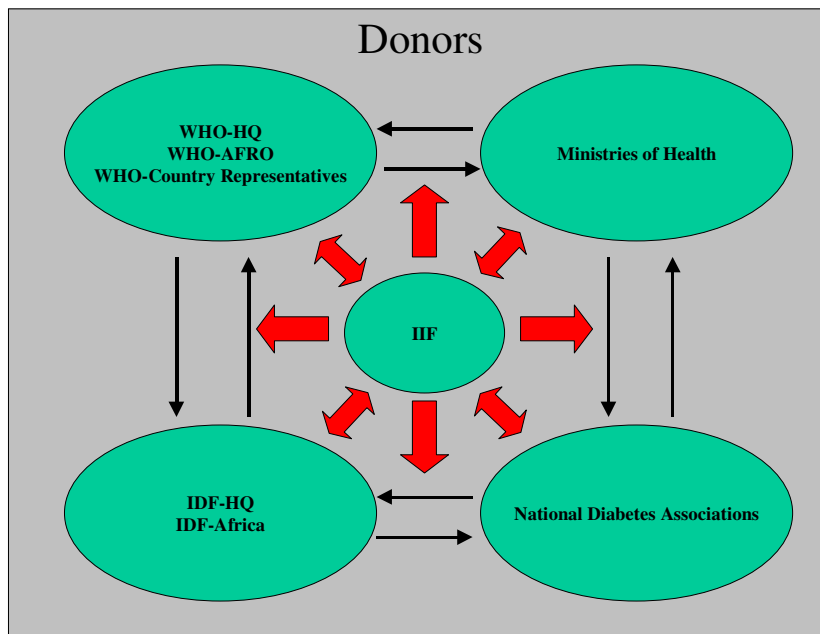 Donors
WHO-HQ
WHO-AFRO
WHO-Country Representatives
Ministries of Health
IIF
IDF-HQ
IDF-Africa
National Diabetes Associations